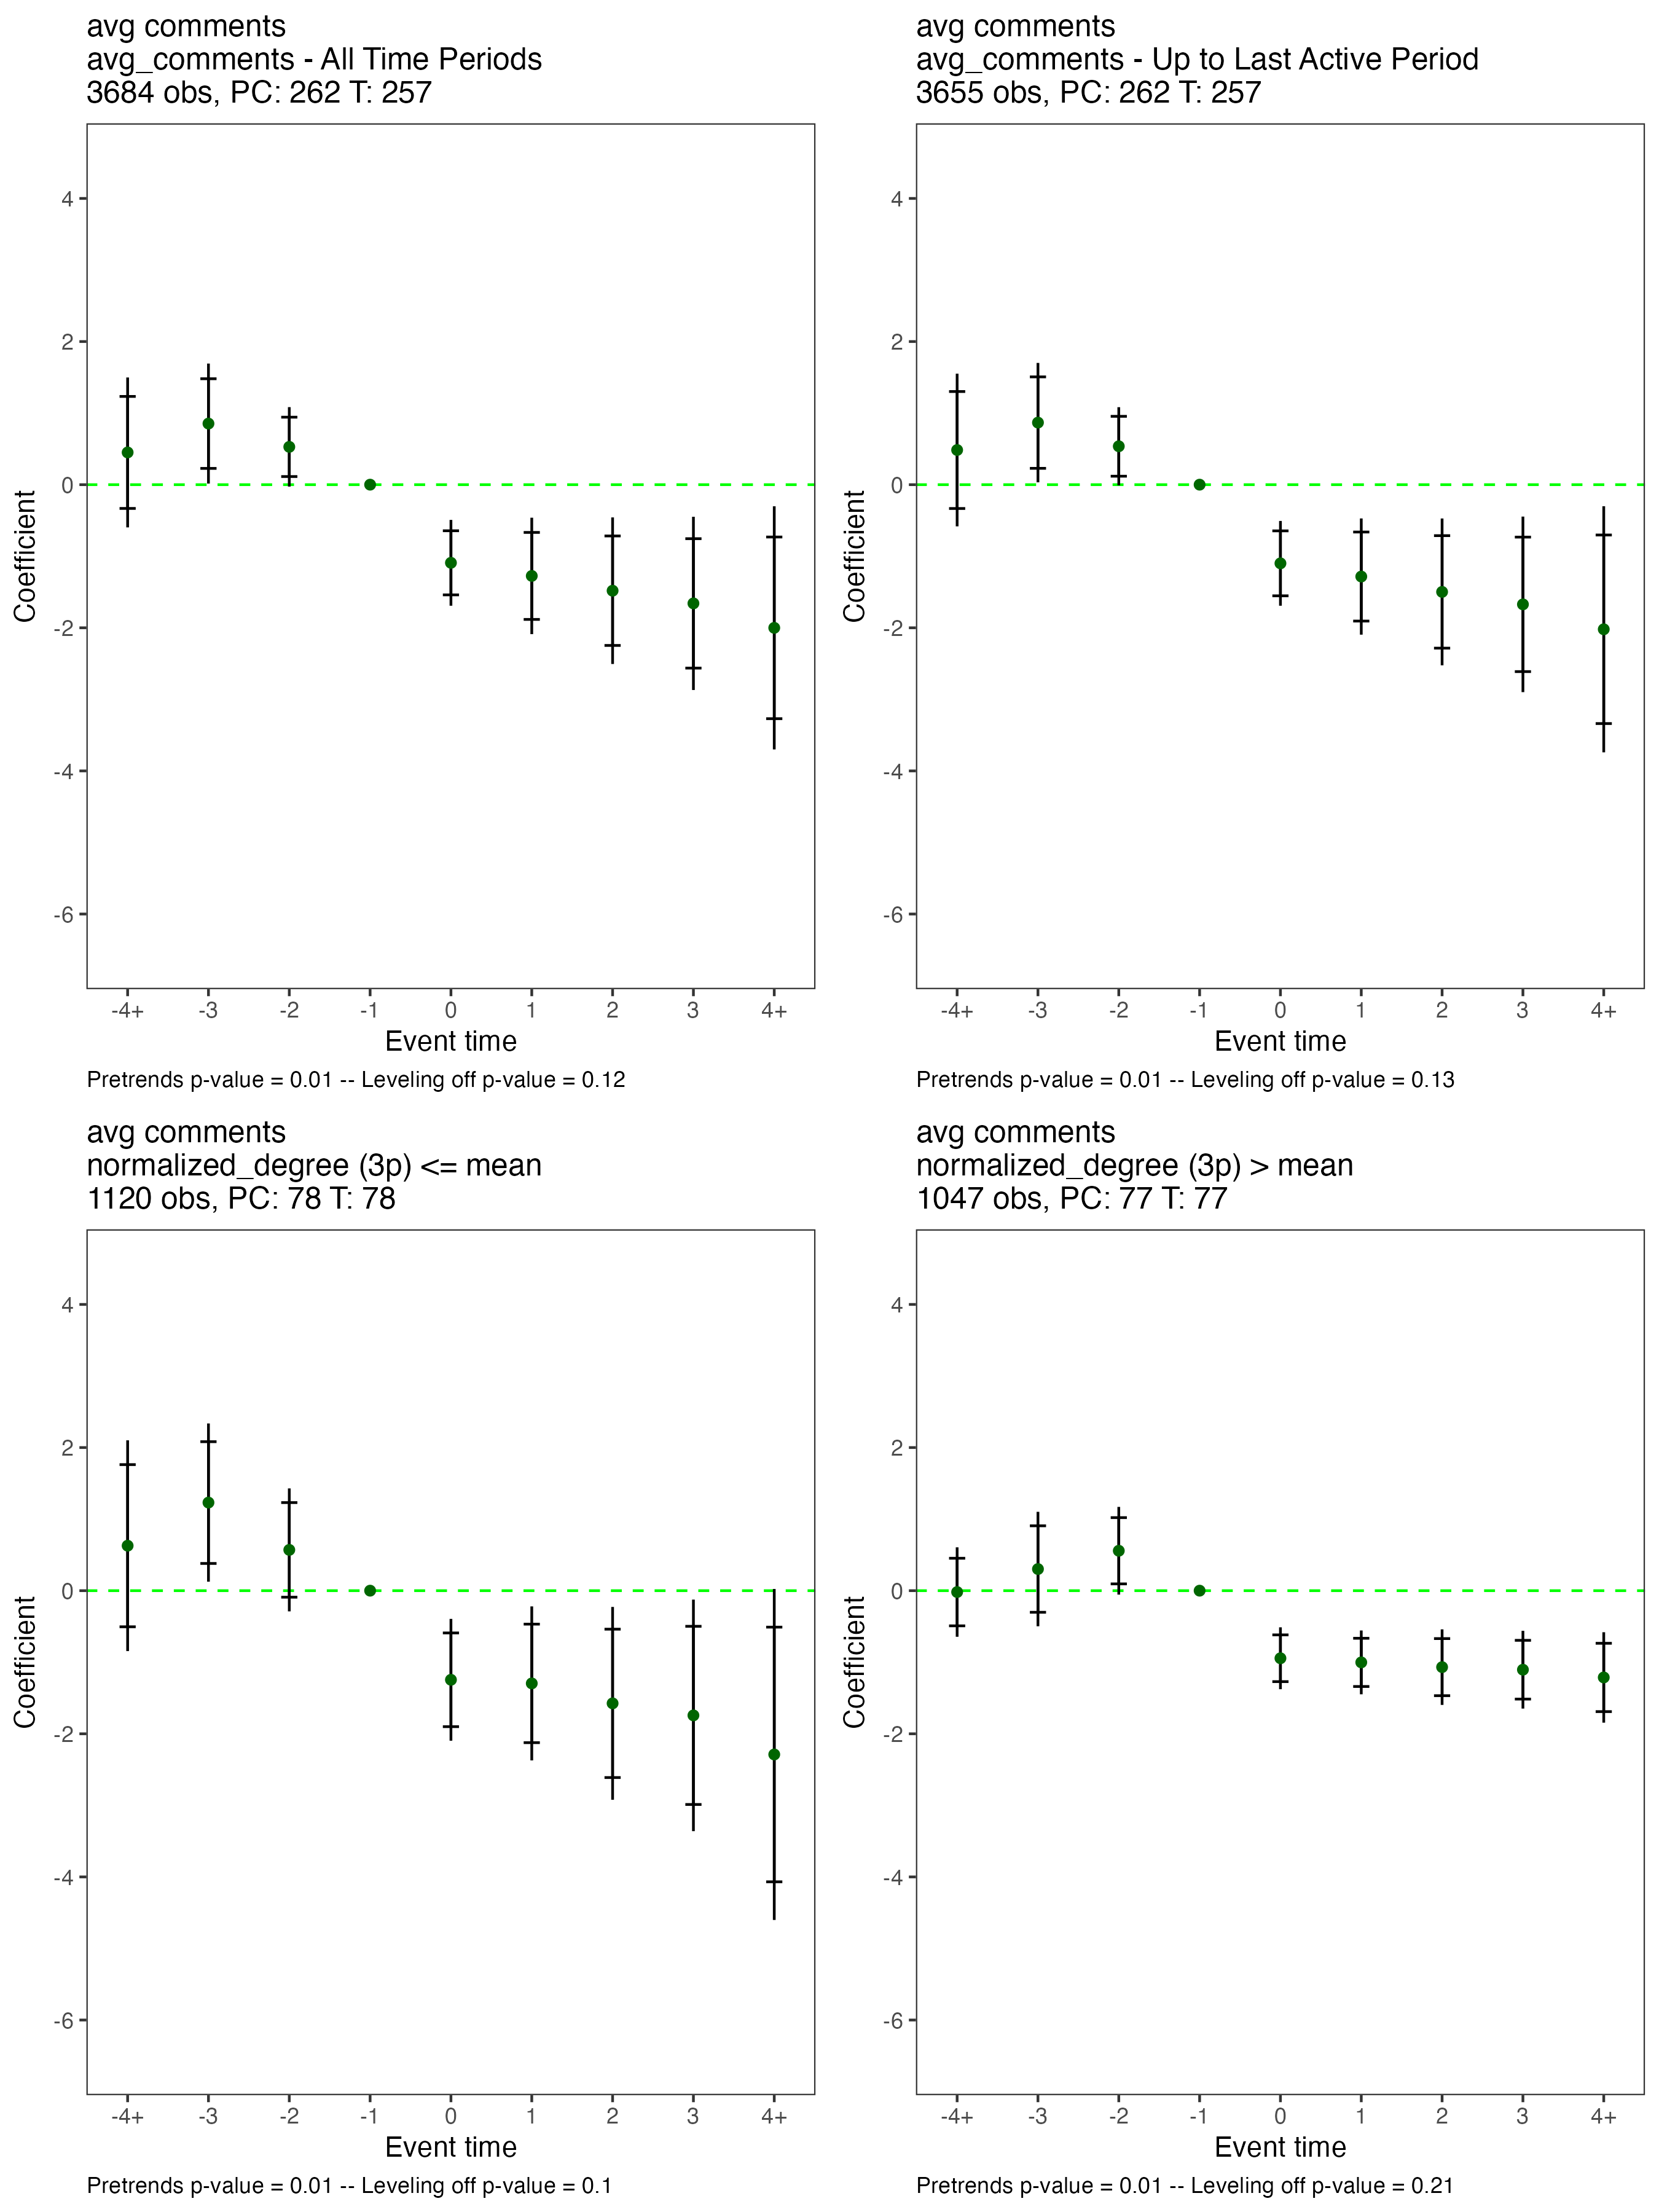 avg comments
avg_comments - All Time Periods
3684 obs, PC: 262 T: 257
4
2
0
-2
-4
-6
Coefficient
-4+ -3 -2 -1 0 1 2 3 4+
Event time
Pretrends p-value = 0.01 -- Leveling off p-value = 0.12
avg comments
avg_comments - Up to Last Active Period
3655 obs, PC: 262 T: 257
4
2
0
-2
-4
-6
Coefficient
-4+ -3 -2 -1 0 1 2 3 4+
Event time
Pretrends p-value = 0.01 -- Leveling off p-value = 0.13
avg comments
normalized_degree (3p) <= mean
1120 obs, PC: 78 T: 78
4
2
0
-2
-4
-6
Coefficient
-4+ -3 -2 -1 0 1 2 3 4+
Event time
Pretrends p-value = 0.01 -- Leveling off p-value = 0.1
avg comments
normalized_degree (3p) > mean
1047 obs, PC: 77 T: 77
4
2
0
-2
-4
-6
Coefficient
-4+ -3 -2 -1 0 1 2 3 4+
Event time
Pretrends p-value = 0.01 -- Leveling off p-value = 0.21